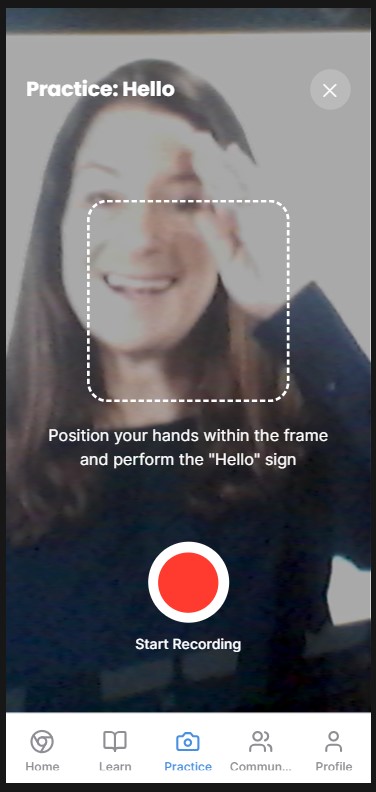 Practice: Hello
Position your hands within the frame
and perform the "Hello" sign
Start Recording
Home
Learn
Practice
Commun...
Profile